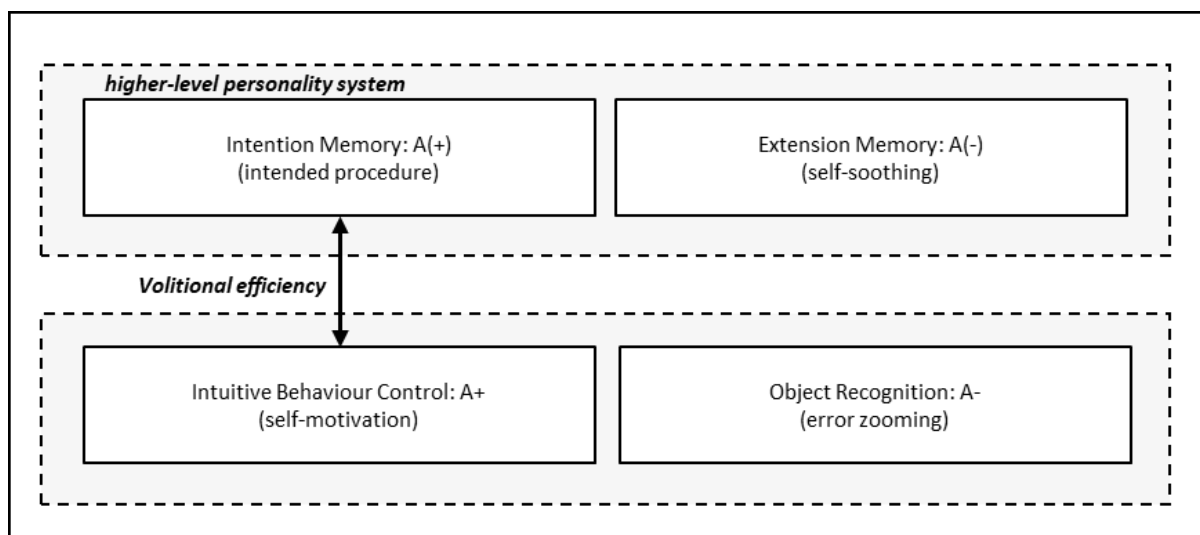 higher-level personality system
Intention Memory: A(+)
(intended procedure)
Extension Memory: A(-)
(self-soothing)
Volitional efficiency
Intuitive Behaviour Control: A+
(self-motivation)
Object Recognition: A-
(error zooming)